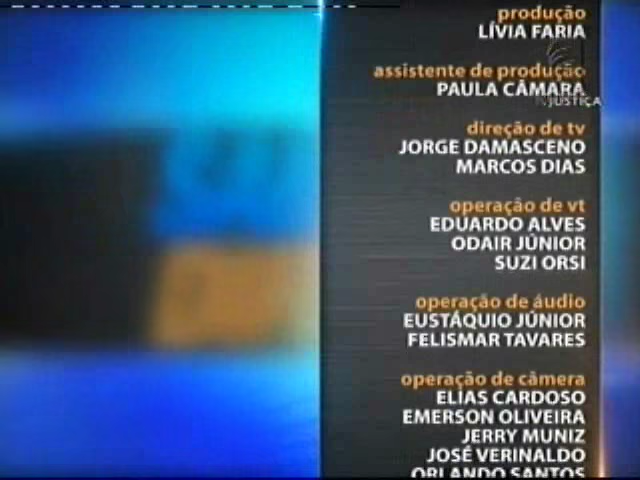 produção
LÍVIA FARIA
assistente de produção
PAULA CÂMARA
JUSTIÇA
direção de tv
JORGE DAMASCENO
MARCOS DIAS
operação de vt
EDUARDO ALVES
ODAIR JÚNIOR
SUZI ORSI
operação de áudio
EUSTÁQUIO JÚNIOR
FELISMAR TAVARES
operação de câmera
ELIAS CARDOSO
EMERSON OLIVEIRA
JERRY MUNIZ
JOSÉ VERINALDO
ORLANDO SANTOS